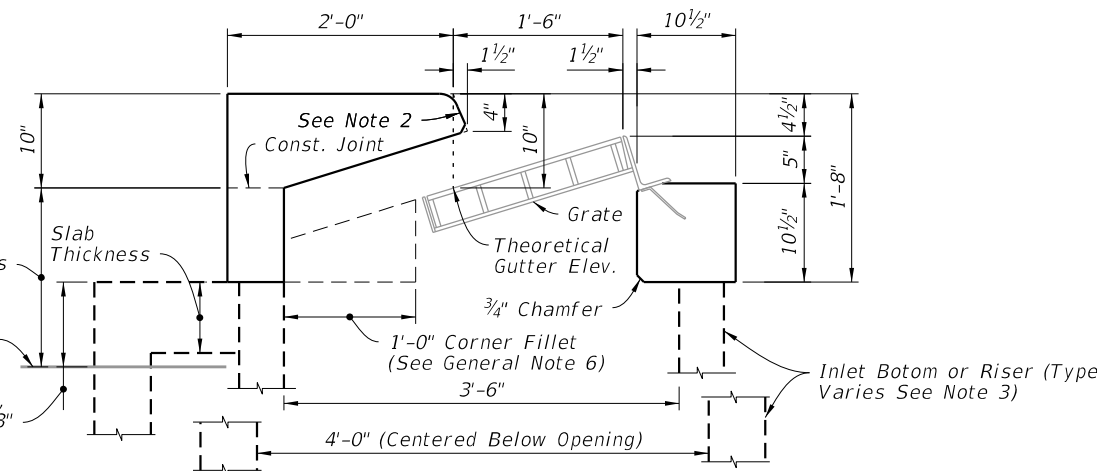 2'-0"
1'-6"
10½"
1½"
1½"
10"
See Note 2
Const. Joint
4"
10"
4½"
5"
1'-8"
10½"
Grate
Slab
Thickness
Theoretical
Gutter Elev.
¾" Chamfer
1'-0" Corner Fillet
(See General Note 6)
3'-6"
Inlet Botom or Riser (Type
Varies See Note 3)
4'-0" (Centered Below Opening)